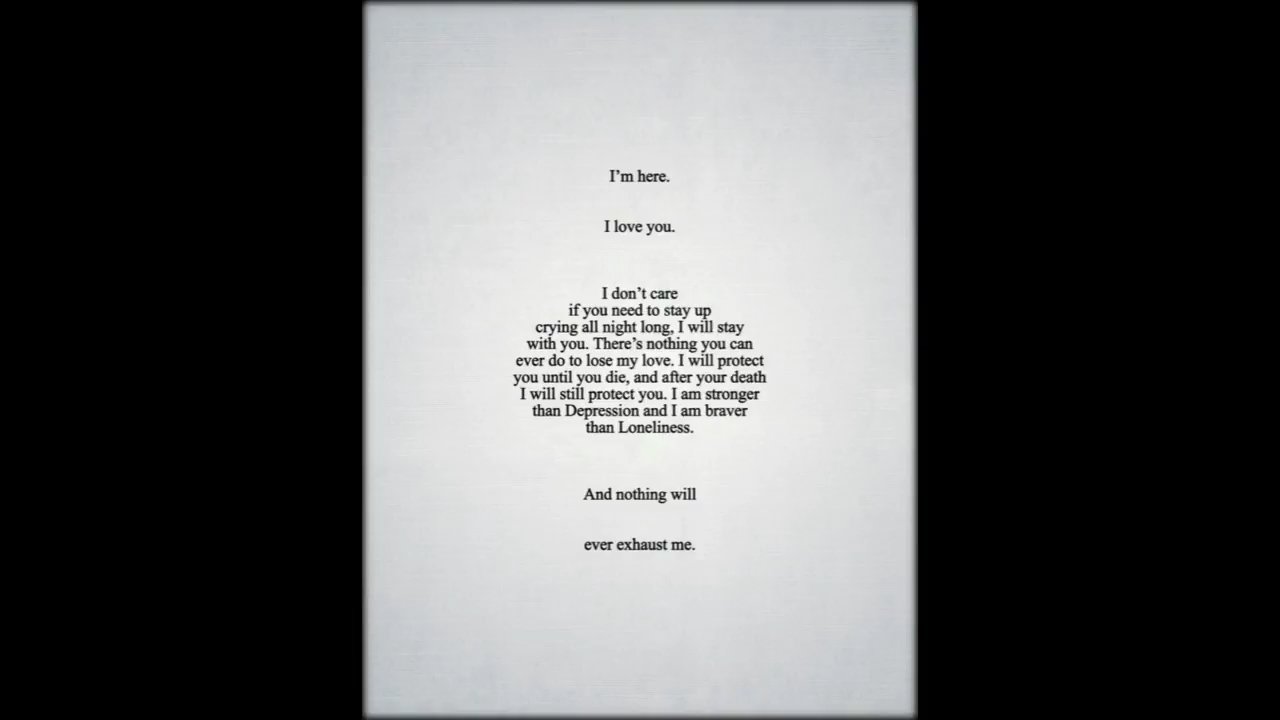 I’m here.
I love you.
I don’t care
if you need to stay up
crying all night long, I will stay
with you. There’s nothing you can
ever do to lose my love. I will protect
you until you die, and after your death
I will still protect you. I am stronger
than Depression and I am braver
than Loneliness.
And nothing will
ever exhaust me.